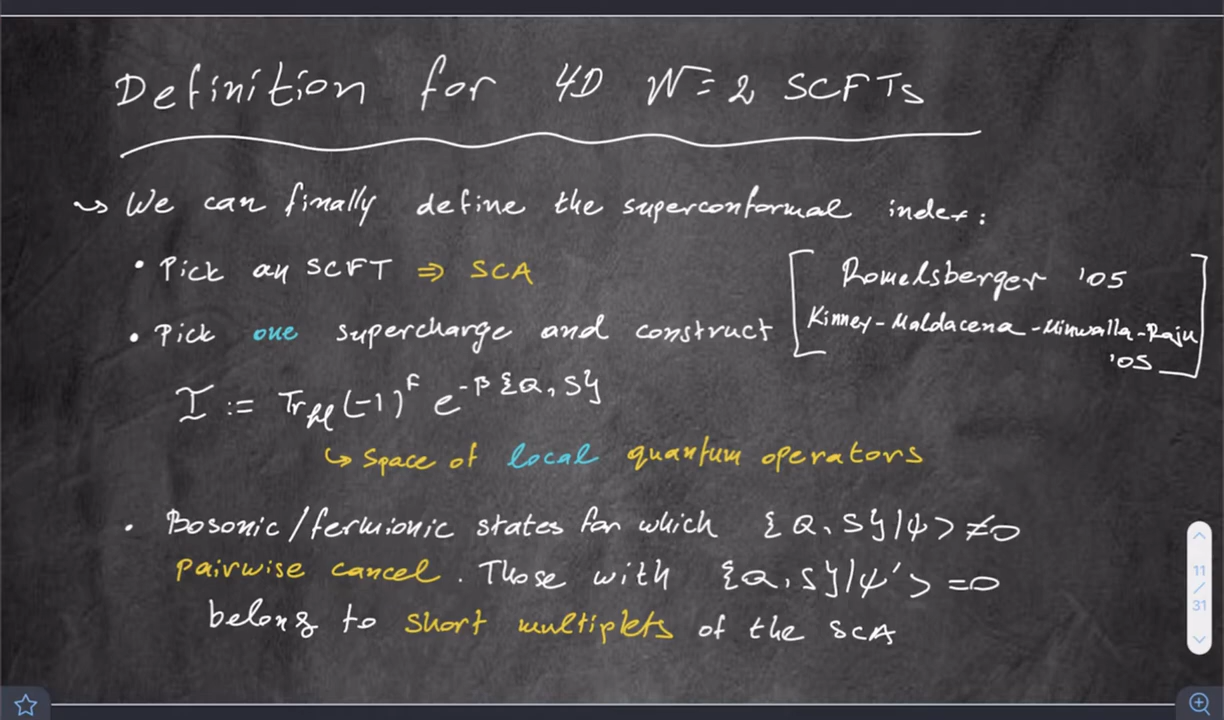 Definition for 4D N=2 SCFTs
↝ We can finally define the superconformal index:
• Pick an SCFT ⇒ SCA
[Romelsberger '05
• Pick one supercharge and construct
Kinney-Maldacena-Minwalla-Raju
'05]
I := Tr_H (-1)^F e^{-β{Q,S}}
↳ Space of local quantum operators
• Bosonic/fermionic states for which {Q,S}|ψ> ≠0
pairwise cancel. Those with {Q,S}|ψ'> =0
belong to short multiplets of the SCA
11
/
31